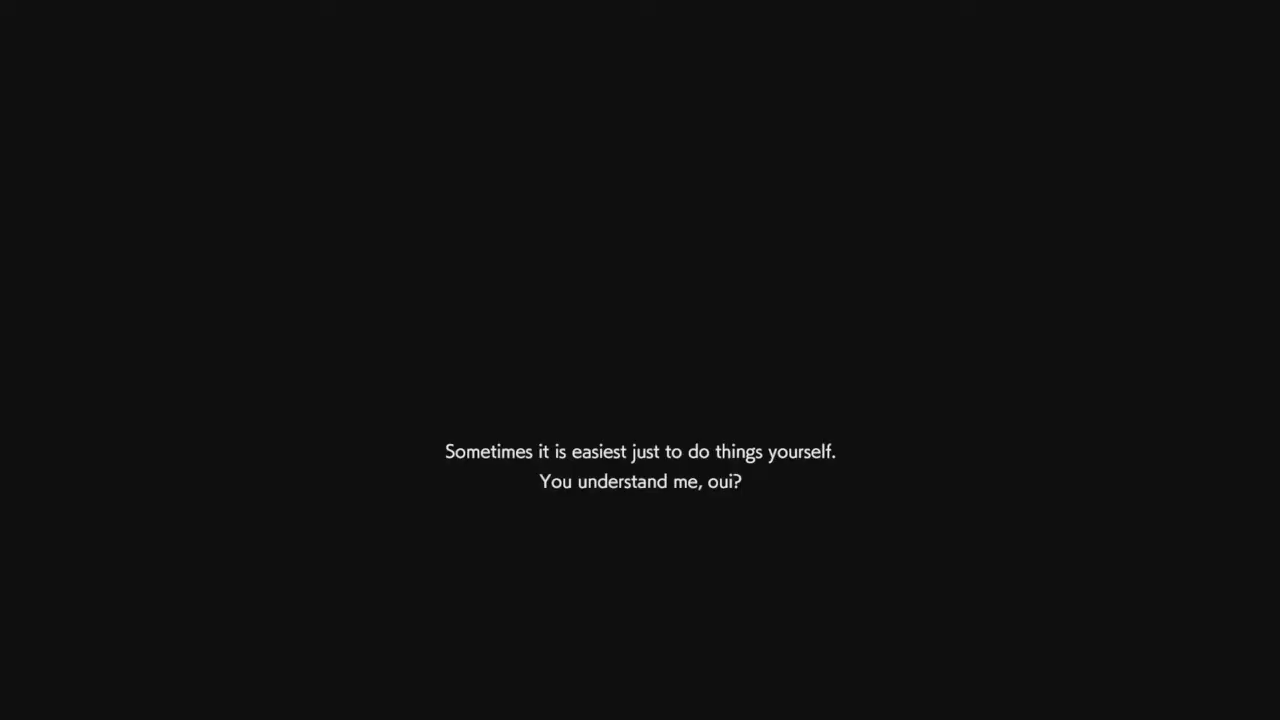 Sometimes it is easiest just to do things yourself.
You understand me, oui?